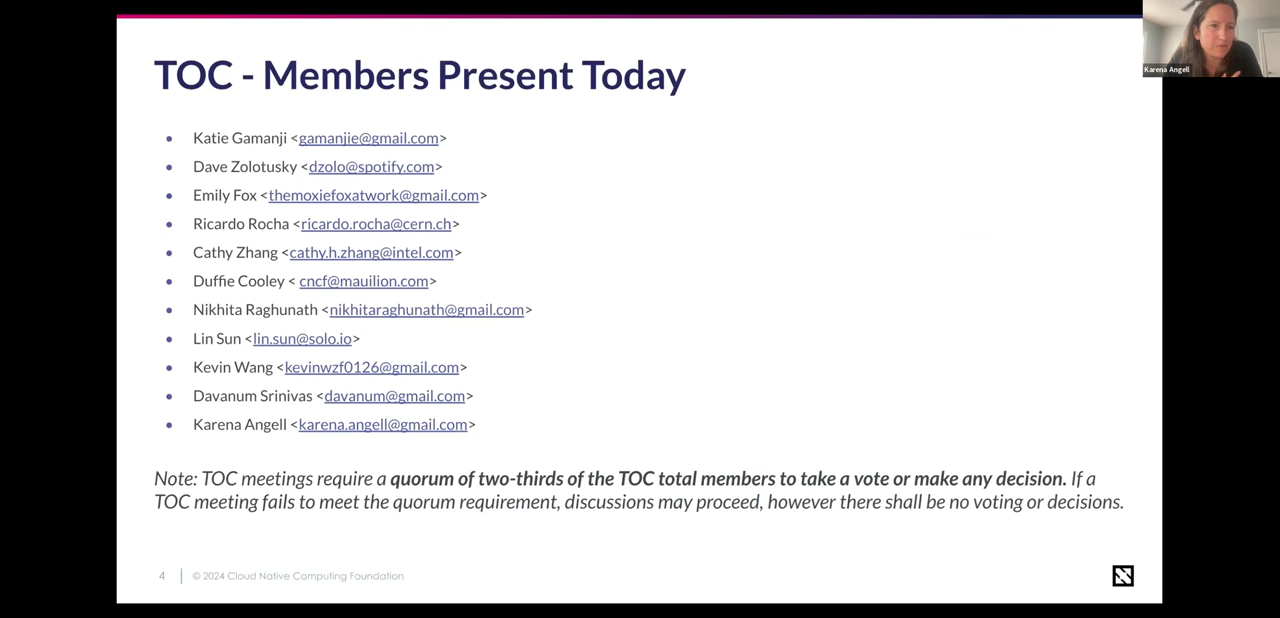 TOC - Members Present Today
Karena Angell
• Katie Gamanji <gamanjie@gmail.com>
• Dave Zolotusky <dzolo@spotify.com>
• Emily Fox <themoxiefoxatwork@gmail.com>
• Ricardo Rocha <ricardo.rocha@cern.ch>
• Cathy Zhang <cathy.h.zhang@intel.com>
• Duffie Cooley < cncf@mauilion.com>
• Nikhita Raghunath <nikhitaraghunath@gmail.com>
• Lin Sun <lin.sun@solo.io>
• Kevin Wang <kevinwzf0126@gmail.com>
• Davanum Srinivas <davanum@gmail.com>
• Karena Angell <karena.angell@gmail.com>
Note: TOC meetings require a quorum of two-thirds of the TOC total members to take a vote or make any decision. If a
TOC meeting fails to meet the quorum requirement, discussions may proceed, however there shall be no voting or decisions.
4 © 2024 Cloud Native Computing Foundation